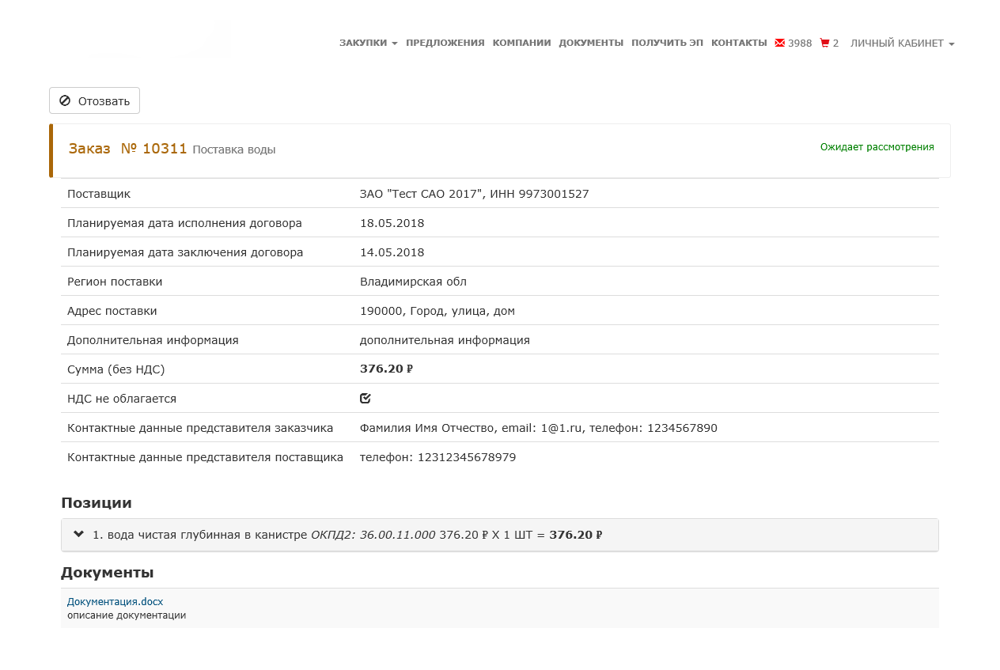 ЗАКУПКИ ПРЕДЛОЖЕНИЯ КОМПАНИИ ДОКУМЕНТЫ ПОЛУЧИТЬ ЭП КОНТАКТЫ 3988 2 ЛИЧНЫЙ КАБИНЕТ
Отозвать
Заказ № 10311 Поставка воды Ожидает рассмотрения
Поставщик ЗАО "Тест САО 2017", ИНН 9973001527
Планируемая дата исполнения договора 18.05.2018
Планируемая дата заключения договора 14.05.2018
Регион поставки Владимирская обл
Адрес поставки 190000, Город, улица, дом
Дополнительная информация дополнительная информация
Сумма (без НДС) 376.20 ₽
НДС не облагается
Контактные данные представителя заказчика Фамилия Имя Отчество, email: 1@1.ru, телефон: 1234567890
Контактные данные представителя поставщика телефон: 12312345678979
Позиции
1. вода чистая глубинная в канистре ОКПД2: 36.00.11.000 376.20 ₽ X 1 ШТ = 376.20 ₽
Документы
Документация.docx
описание документации